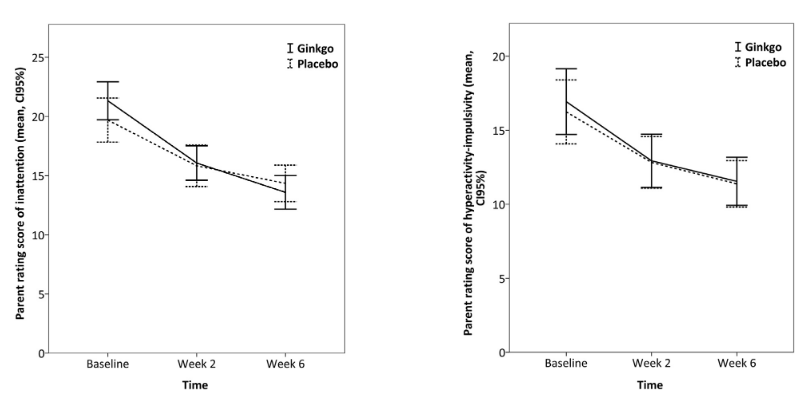 Parent rating score of inattention (mean, CI95%)
25
20
15
10
5
0
Ginkgo
Placebo
Baseline
Week 2
Week 6
Time
Parent rating score of hyperactivity-impulsivity (mean,
CI95%)
20
15
10
5
0
Ginkgo
Placebo
Baseline
Week 2
Week 6
Time